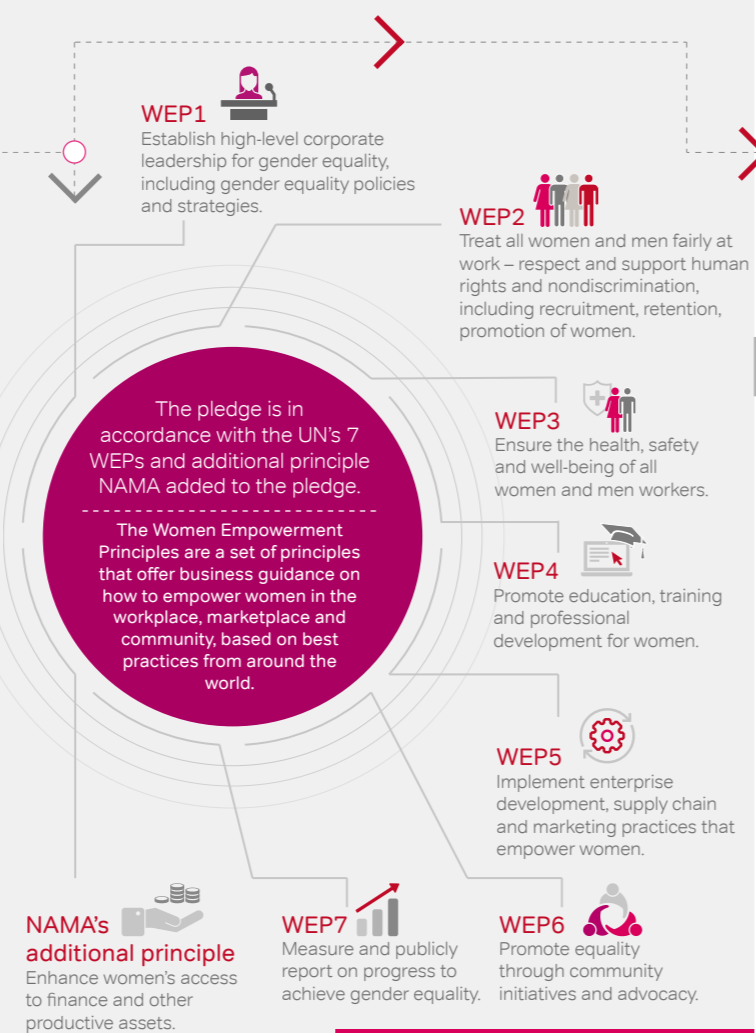 WEP1
Establish high-level corporate
leadership for gender equality,
including gender equality policies
and strategies.
WEP2
Treat all women and men fairly at
work – respect and support human
rights and nondiscrimination,
including recruitment, retention,
promotion of women.
The pledge is in
accordance with the UN's 7
WEPs and additional principle
NAMA added to the pledge.
The Women Empowerment
Principles are a set of principles
that offer business guidance on
how to empower women in the
workplace, marketplace and
community, based on best
practices from around the
world.
WEP3
Ensure the health, safety
and well-being of all
women and men workers.
WEP4
Promote education, training
and professional
development for women.
WEP5
Implement enterprise
development, supply chain
and marketing practices that
empower women.
WEP6
Promote equality
through community
initiatives and advocacy.
WEP7
Measure and publicly
report on progress to
achieve gender equality.
NAMA's
additional principle
Enhance women's access
to finance and other
productive assets.